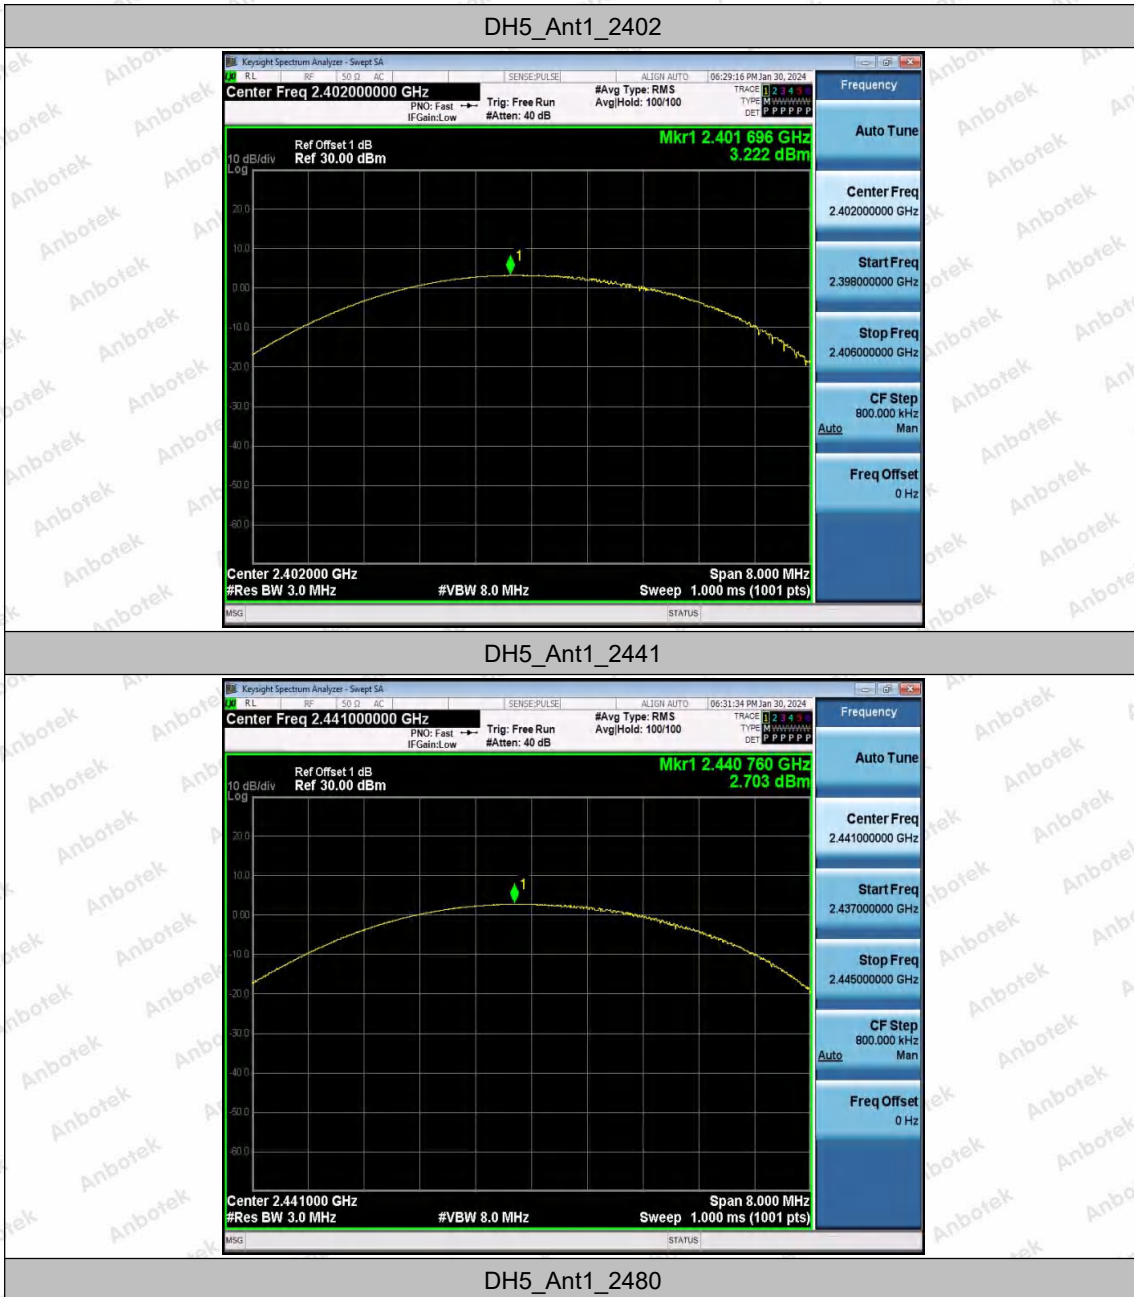 DH5_Ant1_2402
Keysight Spectrum Analyzer - Swept SA
RL RF 50 Ω AC SENSE:PULSE ALIGN AUTO 06:29:16 PM Jan 30, 2024
Center Freq 2.402000000 GHz
PNO: Fast
IFGain:Low
Trig: Free Run
#Atten: 40 dB
#Avg Type: RMS
Avg|Hold: 100/100
TRACE 1 2 3 4 5 6
TYPE M WWWWW
DET P P P P P P
Frequency
Mkr1 2.401 696 GHz
3.222 dBm
Ref Offset 1 dB
10 dB/div Ref 30.00 dBm
Log
20.0
10.0
0.00
-10.0
-20.0
-30.0
-40.0
-50.0
-60.0
1
Center 2.402000 GHz Span 8.000 MHz
#Res BW 3.0 MHz #VBW 8.0 MHz Sweep 1.000 ms (1001 pts)
MSG STATUS
Auto Tune
Center Freq
2.402000000 GHz
Start Freq
2.398000000 GHz
Stop Freq
2.406000000 GHz
CF Step
800.000 kHz
Auto Man
Freq Offset
0 Hz
DH5_Ant1_2441
Keysight Spectrum Analyzer - Swept SA
RL RF 50 Ω AC SENSE:PULSE ALIGN AUTO 06:31:34 PM Jan 30, 2024
Center Freq 2.441000000 GHz
PNO: Fast
IFGain:Low
Trig: Free Run
#Atten: 40 dB
#Avg Type: RMS
Avg|Hold: 100/100
TRACE 1 2 3 4 5 6
TYPE M WWWWW
DET P P P P P P
Frequency
Mkr1 2.440 760 GHz
2.703 dBm
Ref Offset 1 dB
10 dB/div Ref 30.00 dBm
Log
20.0
10.0
0.00
-10.0
-20.0
-30.0
-40.0
-50.0
-60.0
1
Center 2.441000 GHz Span 8.000 MHz
#Res BW 3.0 MHz #VBW 8.0 MHz Sweep 1.000 ms (1001 pts)
MSG STATUS
Auto Tune
Center Freq
2.441000000 GHz
Start Freq
2.437000000 GHz
Stop Freq
2.445000000 GHz
CF Step
800.000 kHz
Auto Man
Freq Offset
0 Hz
DH5_Ant1_2480
Anbotek